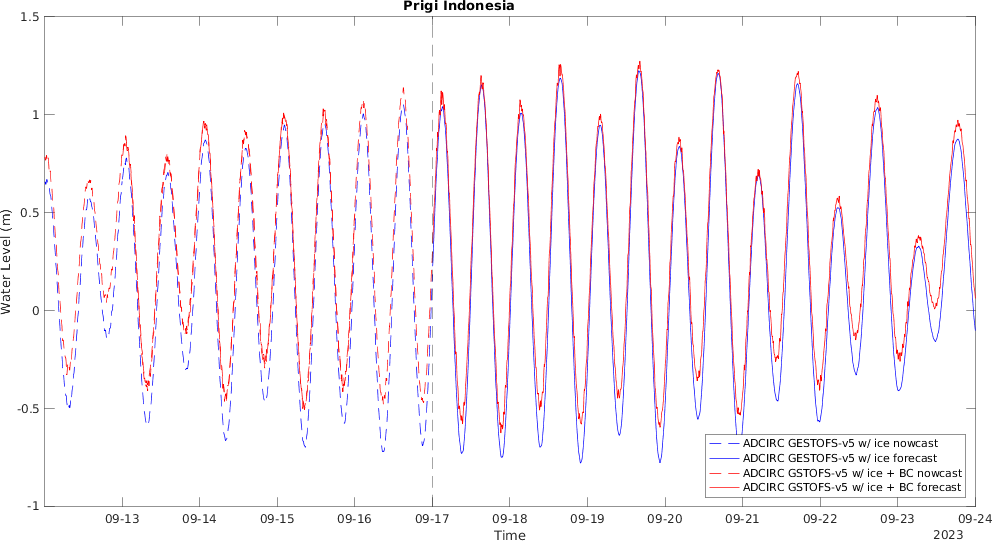 Prigi Indonesia
1.5
1
0.5
0
-0.5
-1
Water Level (m)
09-13
09-14
09-15
09-16
09-17
09-18
09-19
09-20
09-21
09-22
09-23
09-24
Time
2023
ADCIRC GESTOFS-v5 w/ ice nowcast
ADCIRC GESTOFS-v5 w/ ice forecast
ADCIRC GSTOFS-v5 w/ ice + BC nowcast
ADCIRC GSTOFS-v5 w/ ice + BC forecast